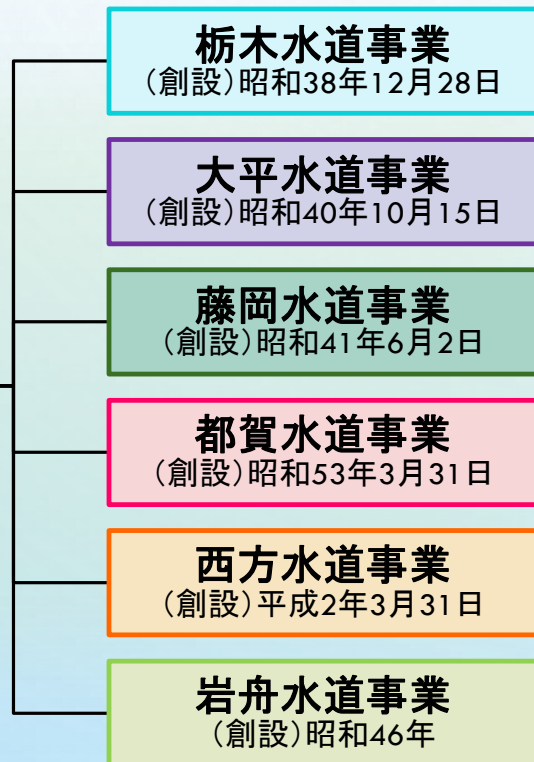 栃木水道事業
（創設）昭和38年12月28日
大平水道事業
（創設）昭和40年10月15日
藤岡水道事業
（創設）昭和41年6月2日
都賀水道事業
（創設）昭和53年3月31日
西方水道事業
（創設）平成2年3月31日
岩舟水道事業
（創設）昭和46年